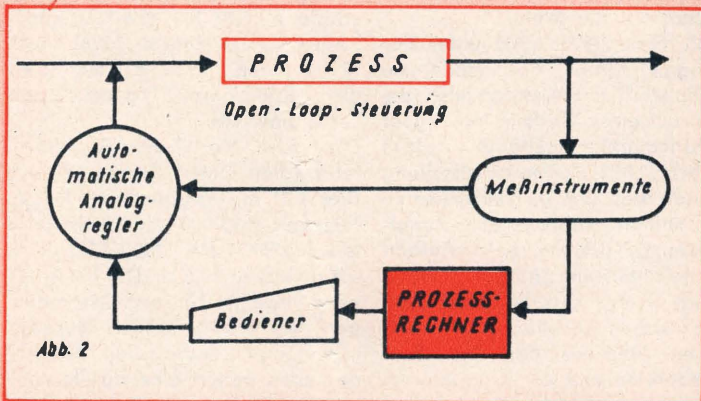 PROZESS
Open-Loop-Steuerung
Auto-
matische
Analog-
regler
Meßinstrumente
PROZESS-
RECHNER
Bediener
Abb. 2